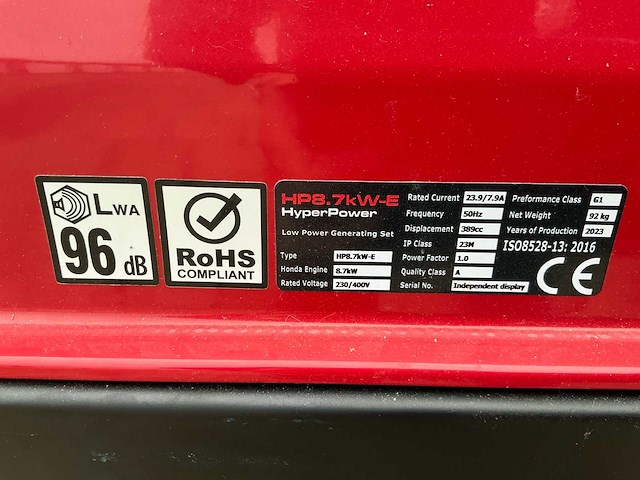 LWA
96 dB
RoHS
COMPLIANT
HP8.7kW-E
HyperPower
Low Power Generating Set
Type HP8.7kW-E
Honda Engine 8.7kW
Rated Voltage 230/400V
Rated Current 23.9/7.9A
Frequency 50Hz
Displacement 389cc
IP Class 23M
Power Factor 1.0
Quality Class A
Serial No. Independent display
Preformance Class G1
Net Weight 92 kg
Years of Production 2023
ISO8528-13: 2016
CE